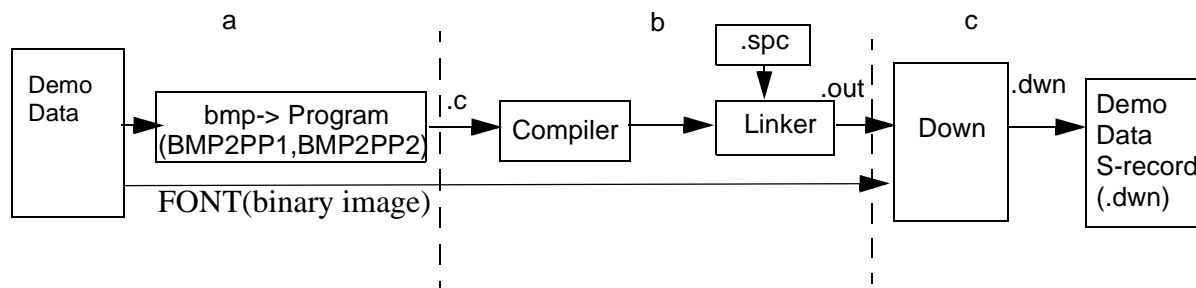 a
b
c
Demo
Data
bmp-> Program
(BMP2PP1,BMP2PP2)
.c
Compiler
.spc
Linker
.out
Down
.dwn
Demo
Data
S-record
(.dwn)
FONT(binary image)